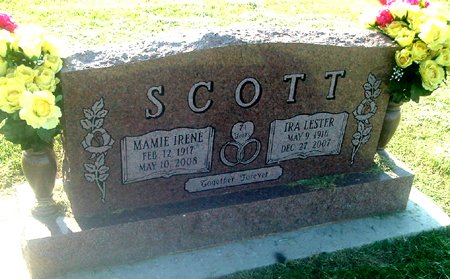 SCOTT
MAMIE IRENE
FEB. 12, 1917
MAY 10, 2008
IRA LESTER
MAY 9, 1916
DEC 27, 2007
Together Forever